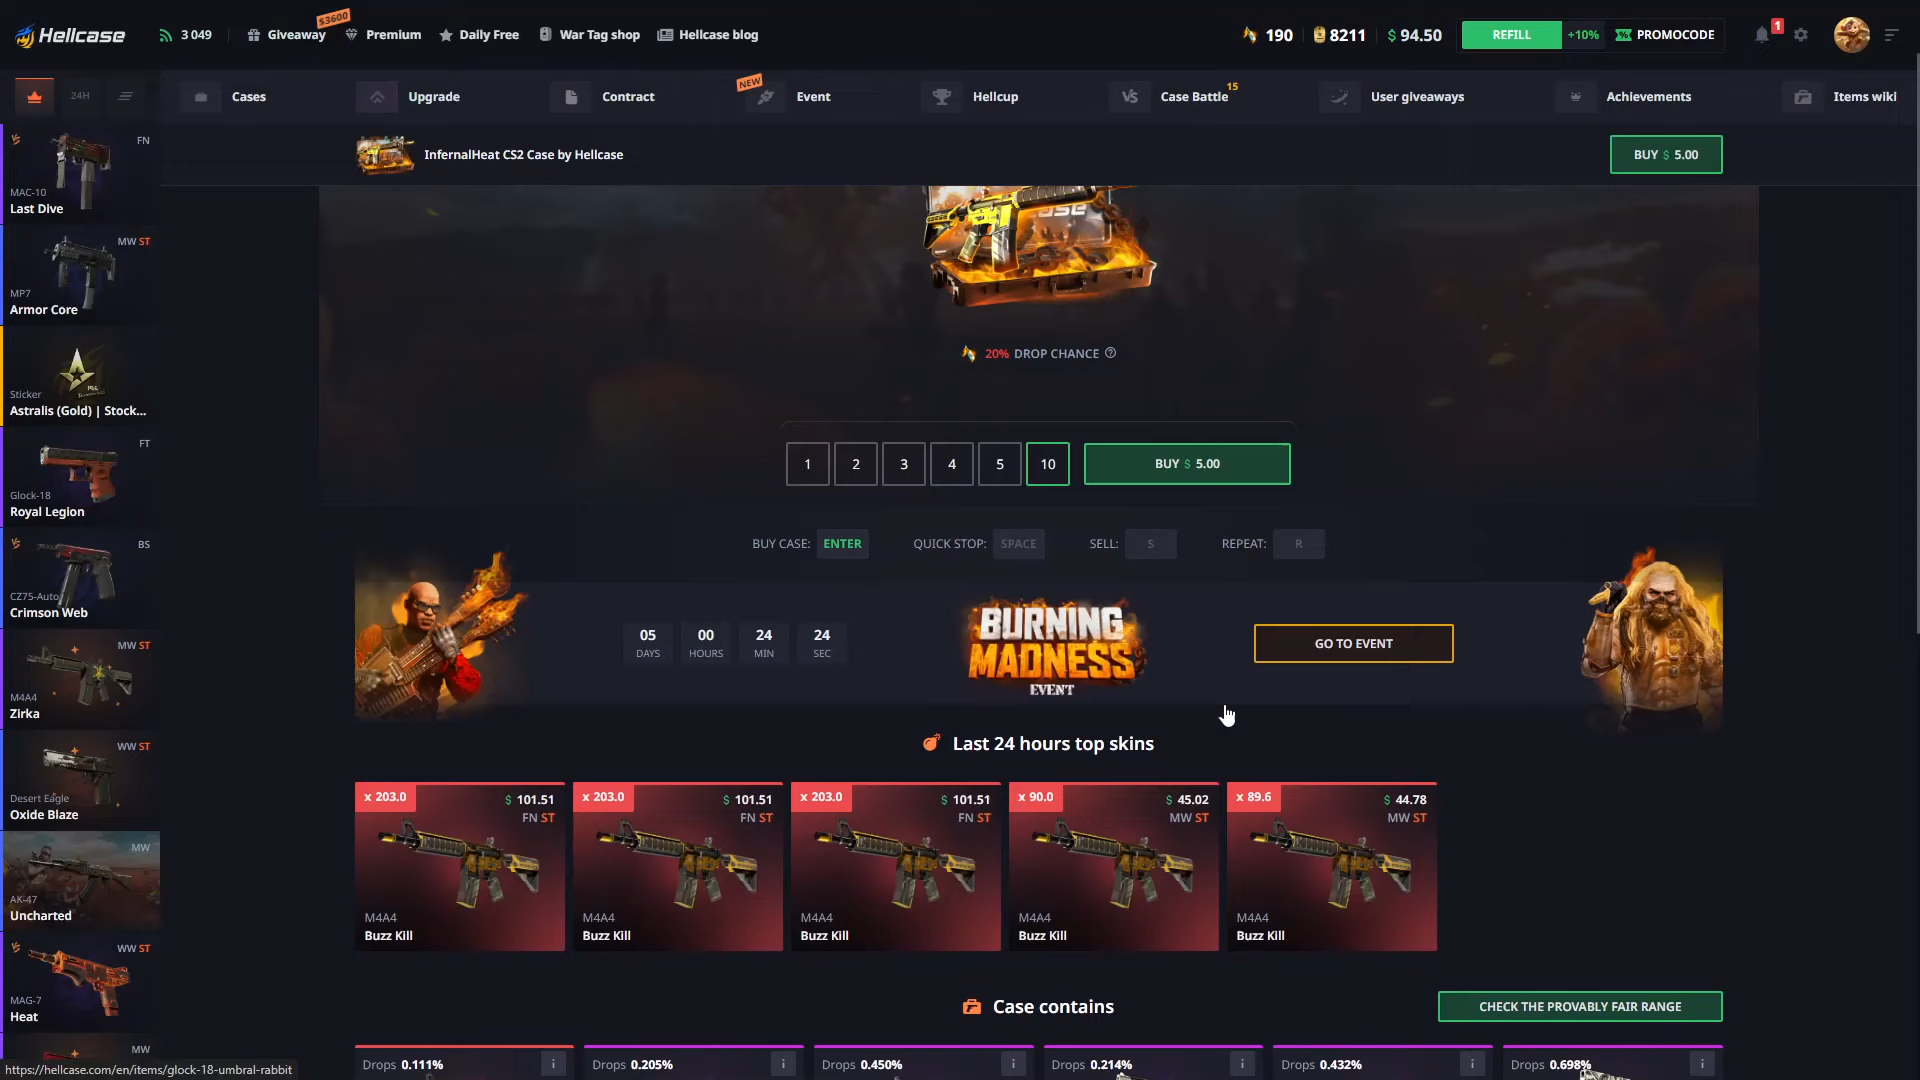 Hellcase
3 049
Giveaway
$3600
Premium
Daily Free
War Tag shop
Hellcase blog
190
8211
$ 94.50
REFILL
+10%
PROMOCODE
1
24H
Cases
Upgrade
Contract
NEW
Event
Hellcup
Case Battle
15
User giveaways
Achievements
Items wiki
InfernalHeat CS2 Case by Hellcase
BUY $ 5.00
FN
MAC-10
Last Dive
MW ST
MP7
Armor Core
Sticker
Astralis (Gold) | Stock...
FT
Glock-18
Royal Legion
BS
CZ75-Auto
Crimson Web
MW ST
M4A4
Zirka
WW ST
Desert Eagle
Oxide Blaze
MW
AK-47
Uncharted
WW ST
MAG-7
Heat
MW
20% DROP CHANCE
1 2 3 4 5 10
BUY $ 5.00
BUY CASE: ENTER
QUICK STOP: SPACE
SELL: S
REPEAT: R
05 00 24 24
DAYS HOURS MIN SEC
BURNING
MADNESS
EVENT
GO TO EVENT
Last 24 hours top skins
x 203.0
$ 101.51
FN ST
M4A4
Buzz Kill
x 203.0
$ 101.51
FN ST
M4A4
Buzz Kill
x 203.0
$ 101.51
FN ST
M4A4
Buzz Kill
x 90.0
$ 45.02
MW ST
M4A4
Buzz Kill
x 89.6
$ 44.78
MW ST
M4A4
Buzz Kill
Case contains
CHECK THE PROVABLY FAIR RANGE
Drops 0.111%
Drops 0.205%
Drops 0.450%
Drops 0.214%
Drops 0.432%
Drops 0.698%
https://hellcase.com/en/items/glock-18-umbral-rabbit